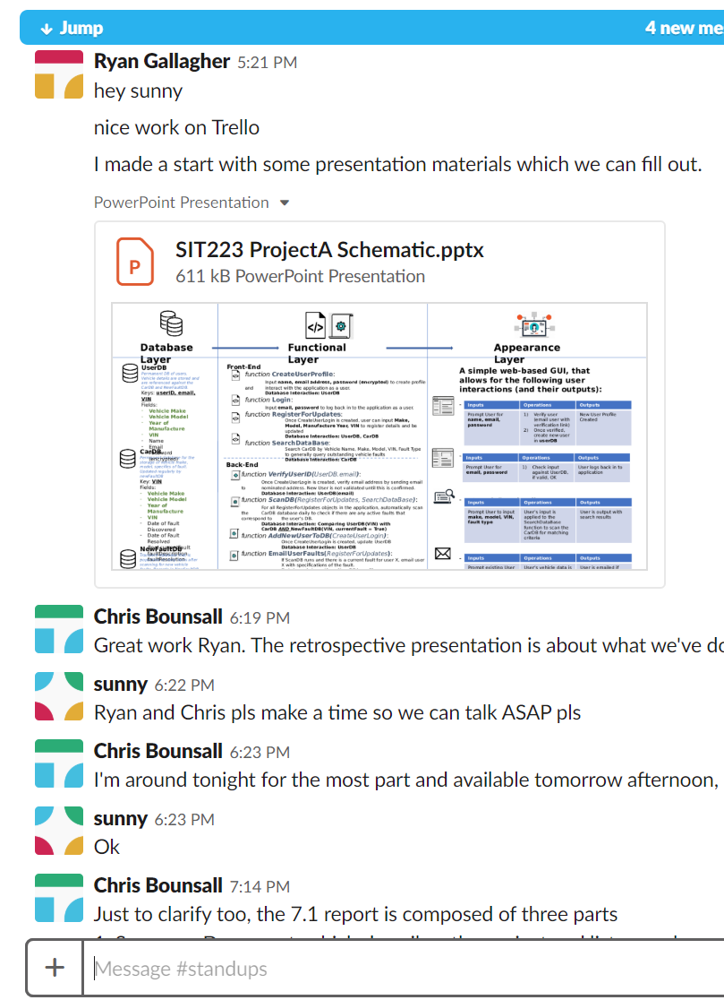 Jump
4 new me
Ryan Gallagher 5:21 PM
hey sunny
nice work on Trello
I made a start with some presentation materials which we can fill out.
PowerPoint Presentation
P
SIT223 ProjectA Schematic.pptx
611 kB PowerPoint Presentation
Database
Layer
Functional
Layer
Appearance
Layer
UserDB
Permanent DB of users.
Vehicle details are stored and
are referenced against the
CarDB and NewFaultDB.
Keys: userID, email,
VIN
Fields:
Vehicle Make
Vehicle Model
Year of
Manufacture
VIN
Name
Email
CarDB
Key: VIN
Fields:
Vehicle Make
Vehicle Model
Year of
Manufacture
VIN
Date of fault
Discovered
Date of Fault
Resolved
NewFaultDB
faultResolution
Front-End
function CreateUserProfile:
Input name, email address, password (encrypted) to create profile
and interact with the application as a user.
Database Interaction: UserDB
function Login:
Input email, password to log back in to the application as a user.
function RegisterForUpdates:
Once CreateUserLogin is created, user can input Make,
Model, Manufacture Year, VIN to register details and be
updated
Database Interaction: UserDB, CarDB
function SearchDataBase:
Search CarDB by Vehicle Name, Make, Model, VIN, Fault Type
to generally query outstanding vehicle faults
Database Interaction: CarDB
Back-End
function VerifyUserID(UserDB.email):
Once CreateUserLogin is created, verify email address by sending email
to nominated address. New User is not validated until this is confirmed.
Database Interaction: UserDB(email)
function ScanDB(RegisterForUpdates, SearchDataBase):
For all RegisterForUpdates objects in the application, automatically scan
the CarDB database daily to check if there are any active faults that
correspond to the user's DB.
Database Interaction: Comparing UserDB(VIN) with
CarDB AND NewFaultDB(VIN, currentFault = True)
function AddNewUserToDB(CreateUserLogin):
Once CreateUserLogin is created, update UserDB
Database Interaction: UserDB
function EmailUserFaults(RegisterForUpdates):
If ScanDB runs and there is a current fault for user X, email user
X with specifications of the fault.
A simple web-based GUI, that
allows for the following user
interactions (and their outputs):
Inputs Operations Outputs
Prompt User for name, email, password
1) Verify user email user with verification link)
2) Once verified, create new user in userDB
New User Profile Created
Inputs Operations Outputs
Prompt User for email, password
1) Check input against UserDB, if valid, OK
User logs back in to application
Inputs Operations Outputs
Prompt User to input make, model, VIN, fault type
User's input is applied to the SearchDatabase function to scan the CarDB for matching criteria
User is output with search results
Inputs Operations Outputs
Prompt existing User
User's vehicle data is
User is emailed if
Chris Bounsall 6:19 PM
Great work Ryan. The retrospective presentation is about what we've do
sunny 6:22 PM
Ryan and Chris pls make a time so we can talk ASAP pls
Chris Bounsall 6:23 PM
I'm around tonight for the most part and available tomorrow afternoon,
sunny 6:23 PM
Ok
Chris Bounsall 7:14 PM
Just to clarify too, the 7.1 report is composed of three parts
Message #standups